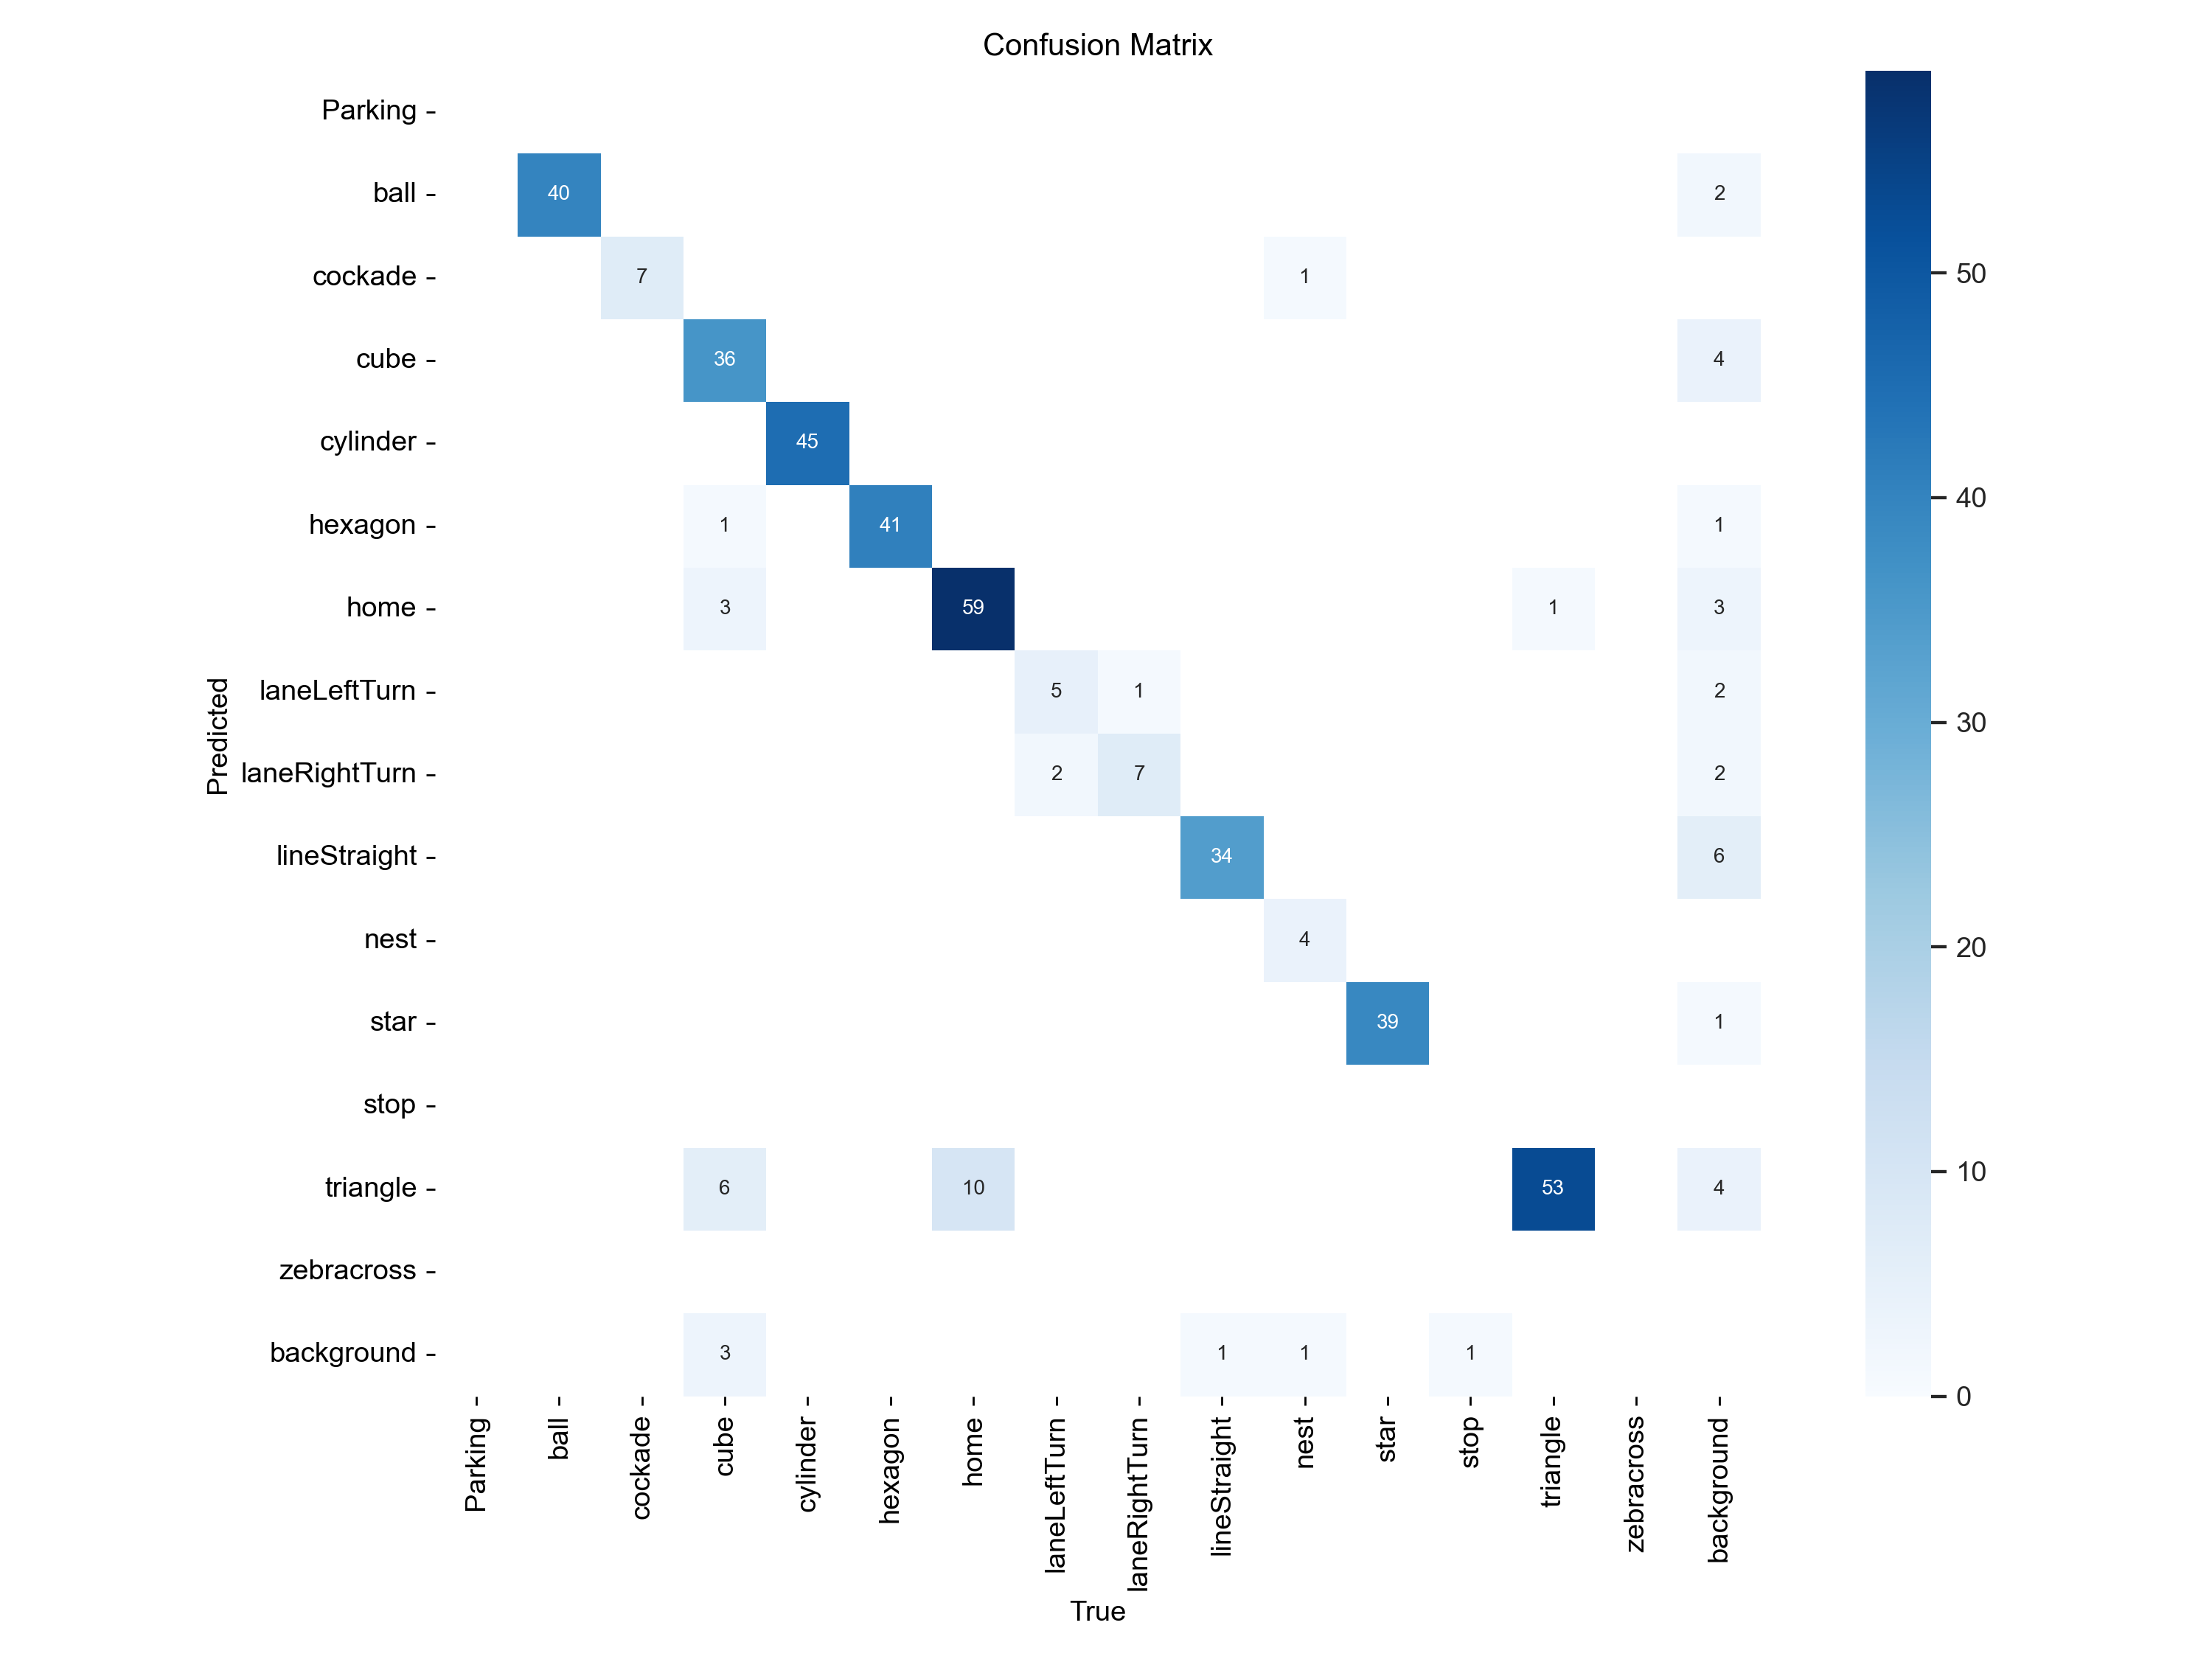 Confusion Matrix
Parking
ball 40 2
cockade 7 1
cube 36 4
cylinder 45
hexagon 1 41 1
home 3 59 1 3
laneLeftTurn 5 1 2
laneRightTurn 2 7 2
lineStraight 34 6
nest 4
star 39 1
stop
triangle 6 10 53 4
zebracross
background 3 1 1 1
Predicted
Parking
ball
cockade
cube
cylinder
hexagon
home
laneLeftTurn
laneRightTurn
lineStraight
nest
star
stop
triangle
zebracross
background
True
50
40
30
20
10
0